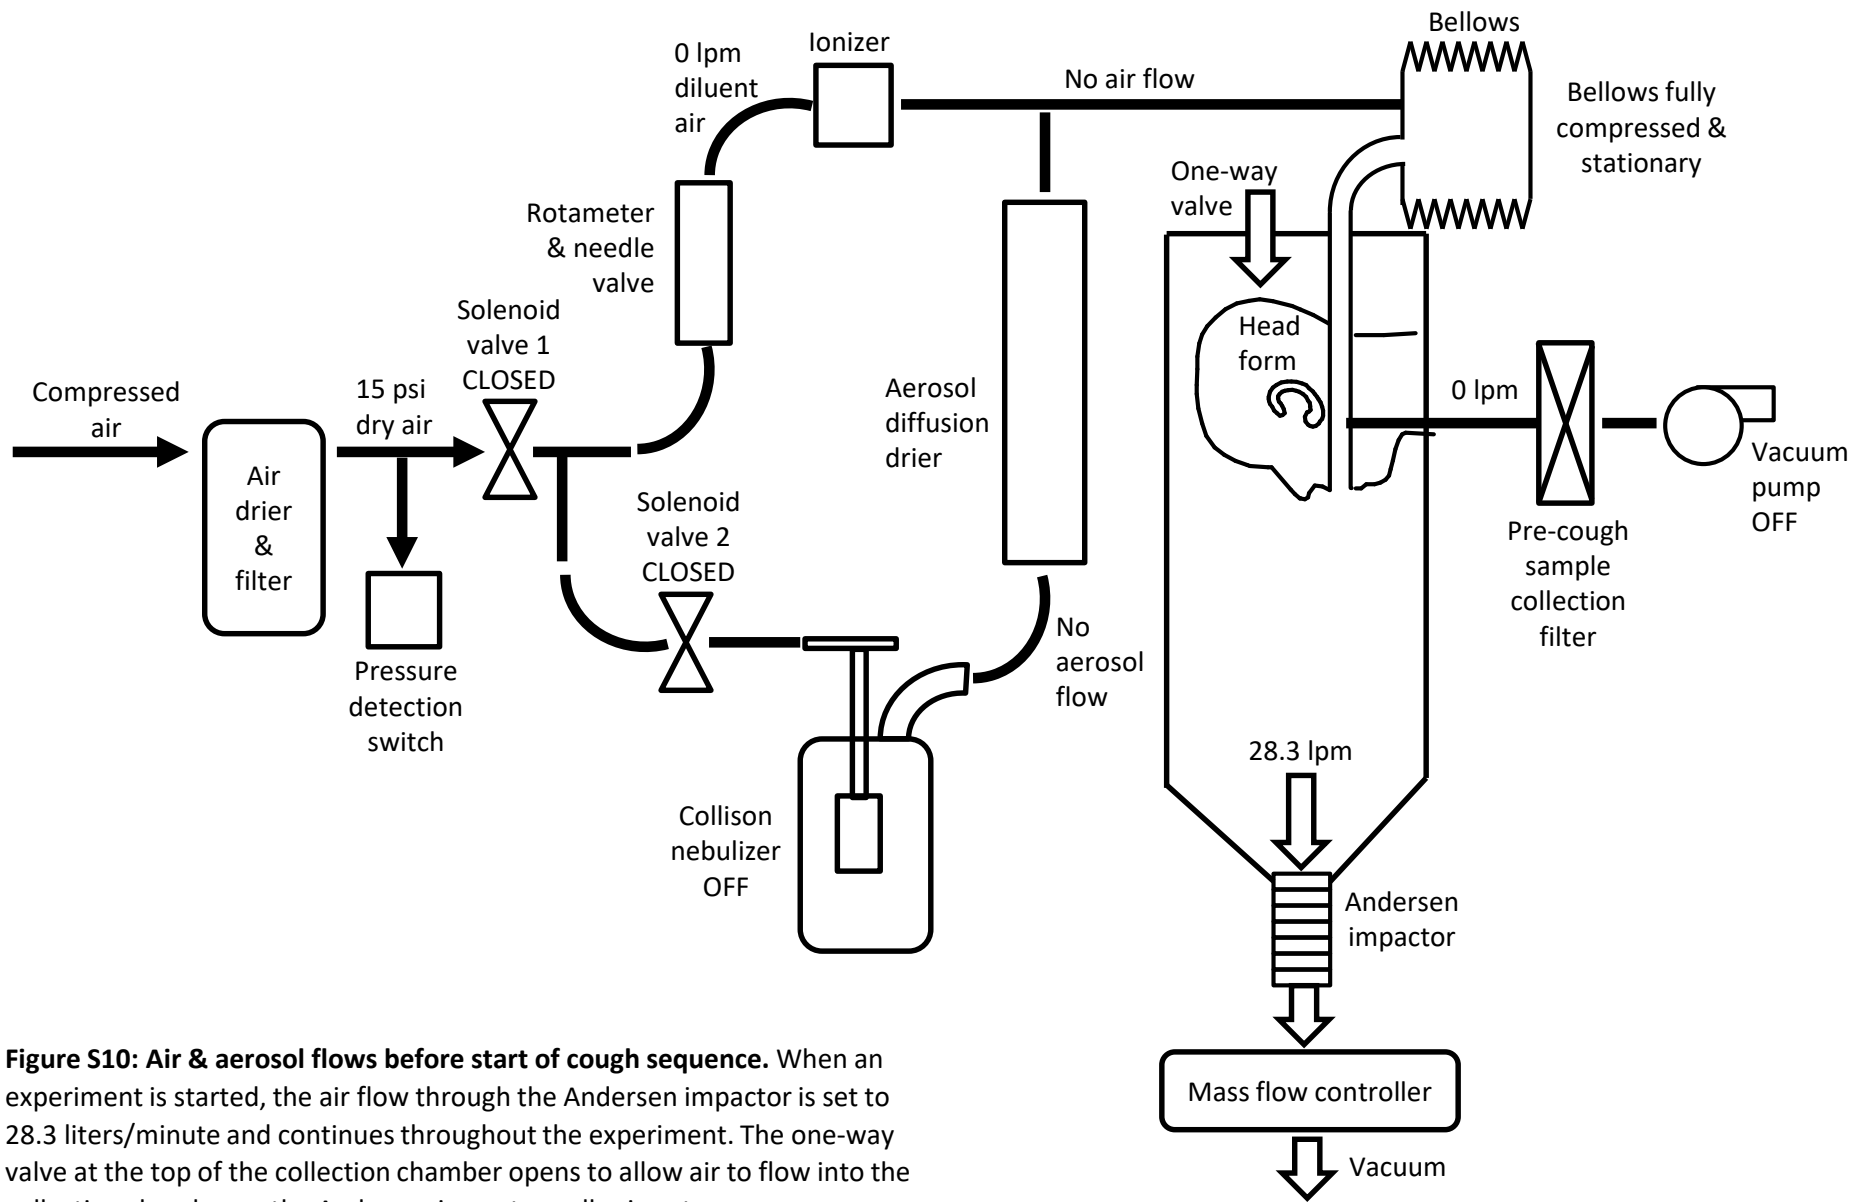 Bellows
Ionizer
0 lpm
diluent
air
No air flow
Bellows fully
compressed &
stationary
One-way
valve
Rotameter
& needle
valve
Solenoid
valve 1
CLOSED
Head
form
Compressed
air
15 psi
dry air
Aerosol
diffusion
drier
0 lpm
Vacuum
pump
OFF
Air
drier
&
filter
Solenoid
valve 2
CLOSED
Pre-cough
sample
collection
filter
No
aerosol
flow
Pressure
detection
switch
28.3 lpm
Collison
nebulizer
OFF
Andersen
impactor
Mass flow controller
Vacuum
Figure S10: Air & aerosol flows before start of cough sequence. When an
experiment is started, the air flow through the Andersen impactor is set to
28.3 liters/minute and continues throughout the experiment. The one-way
valve at the top of the collection chamber opens to allow air to flow into the